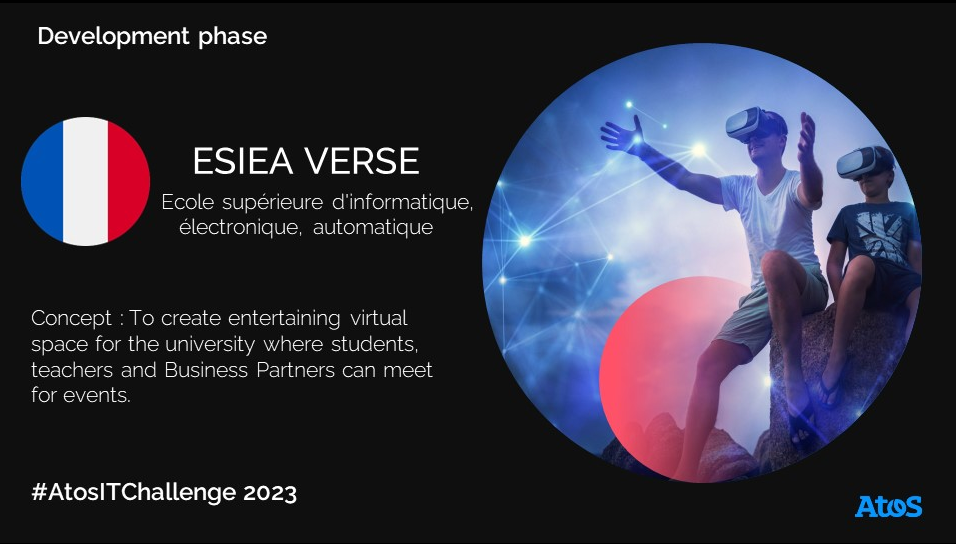 Development phase
ESIEA VERSE
Ecole supérieure d'informatique,
électronique, automatique
Concept : To create entertaining virtual
space for the university where students,
teachers and Business Partners can meet
for events.
#AtosITChallenge 2023
Atos